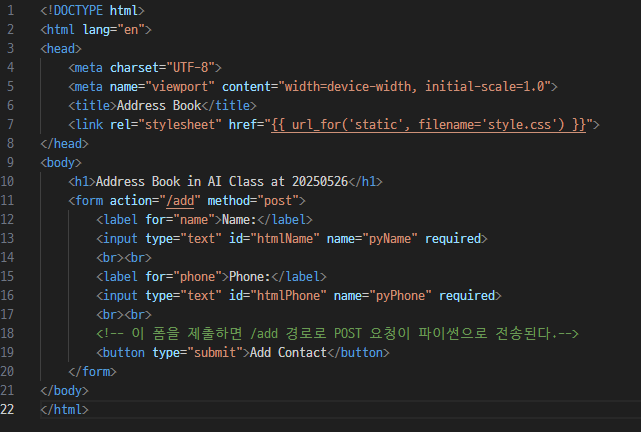 1 <!DOCTYPE html>
2 <html lang="en">
3 <head>
4     <meta charset="UTF-8">
5     <meta name="viewport" content="width=device-width, initial-scale=1.0">
6     <title>Address Book</title>
7     <link rel="stylesheet" href="{{ url_for('static', filename='style.css') }}">
8 </head>
9 <body>
10     <h1>Address Book in AI Class at 20250526</h1>
11     <form action="/add" method="post">
12         <label for="name">Name:</label>
13         <input type="text" id="htmlName" name="pyName" required>
14         <br><br>
15         <label for="phone">Phone:</label>
16         <input type="text" id="htmlPhone" name="pyPhone" required>
17         <br><br>
18         <!-- 이 폼을 제출하면 /add 경로로 POST 요청이 파이썬으로 전송된다.-->
19         <button type="submit">Add Contact</button>
20     </form>
21 </body>
22 </html>